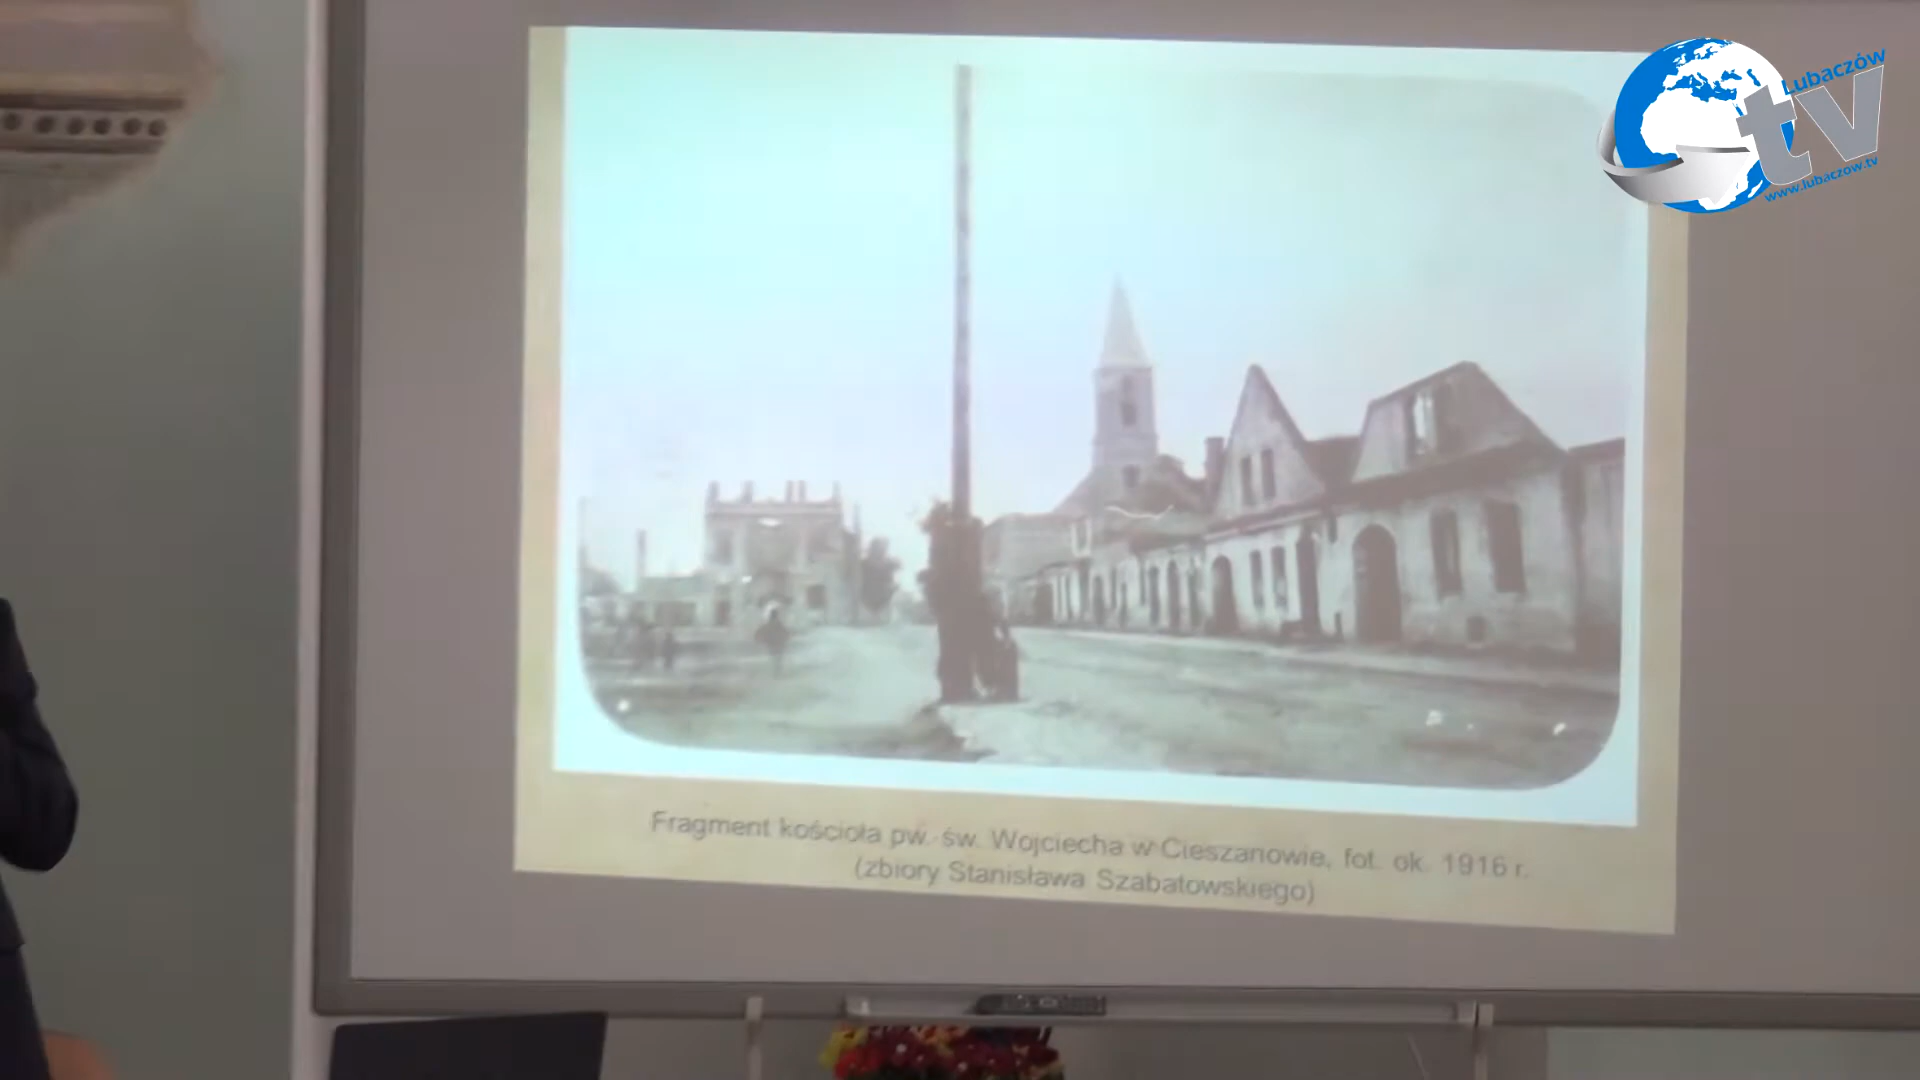 Lubaczów
tv
www.lubaczow.tv
Fragment kościoła pw. św. Wojciecha w Cieszanowie, fot. ok. 1916 r.
(zbiory Stanisława Szabatowskiego)